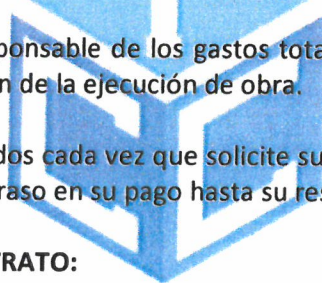 ponsable de los gastos tota
n de la ejecución de obra.
dos cada vez que solicite su
raso en su pago hasta su res
TRATO: